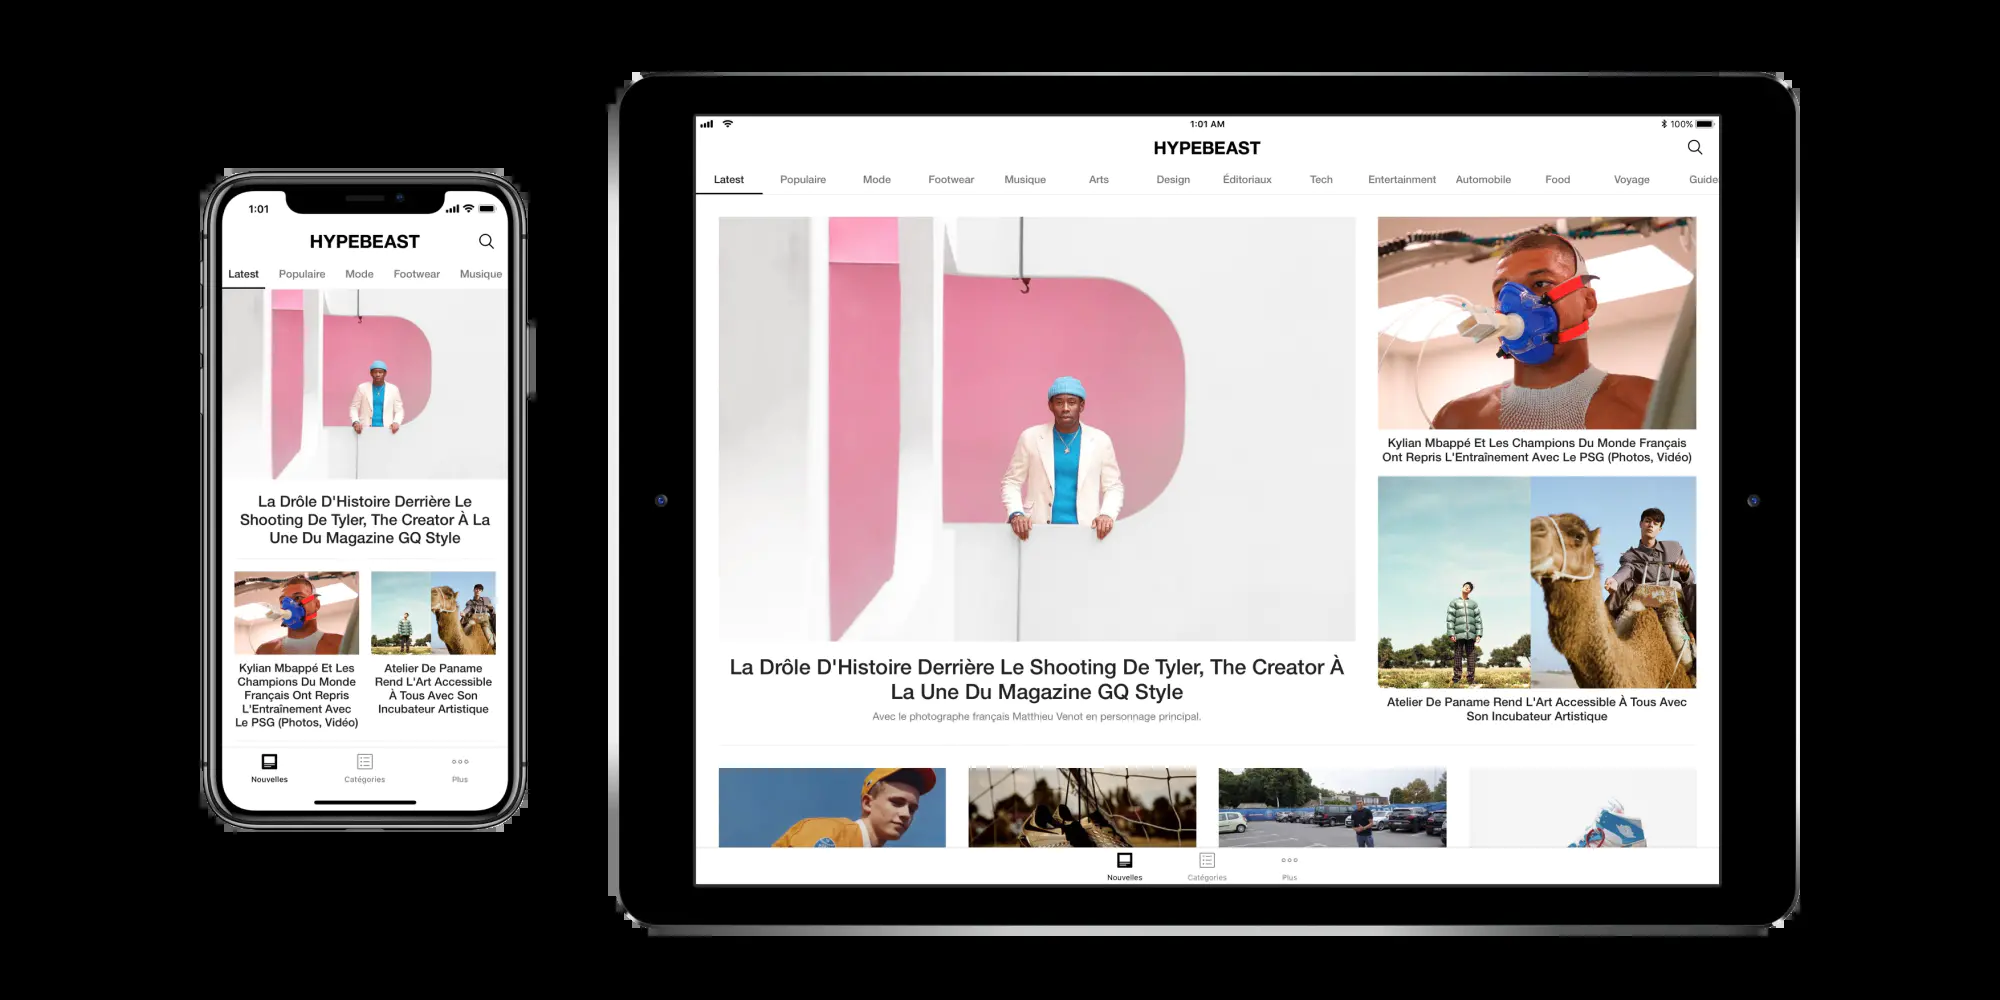 1:01
HYPEBEAST
Latest Populaire Mode Footwear Musique
La Drôle D'Histoire Derrière Le
Shooting De Tyler, The Creator À La
Une Du Magazine GQ Style
Kylian Mbappé Et Les
Champions Du Monde
Français Ont Repris
L'Entraînement Avec
Le PSG (Photos, Vidéo)
Atelier De Paname
Rend L'Art Accessible
À Tous Avec Son
Incubateur Artistique
Nouvelles Catégories Plus
1:01 AM 100%
HYPEBEAST
Latest Populaire Mode Footwear Musique Arts Design Éditoriaux Tech Entertainment Automobile Food Voyage Guide
La Drôle D'Histoire Derrière Le Shooting De Tyler, The Creator À
La Une Du Magazine GQ Style
Avec le photographe français Matthieu Venot en personnage principal.
Kylian Mbappé Et Les Champions Du Monde Français
Ont Repris L'Entraînement Avec Le PSG (Photos, Vidéo)
Atelier De Paname Rend L'Art Accessible À Tous Avec
Son Incubateur Artistique
Nouvelles Catégories Plus